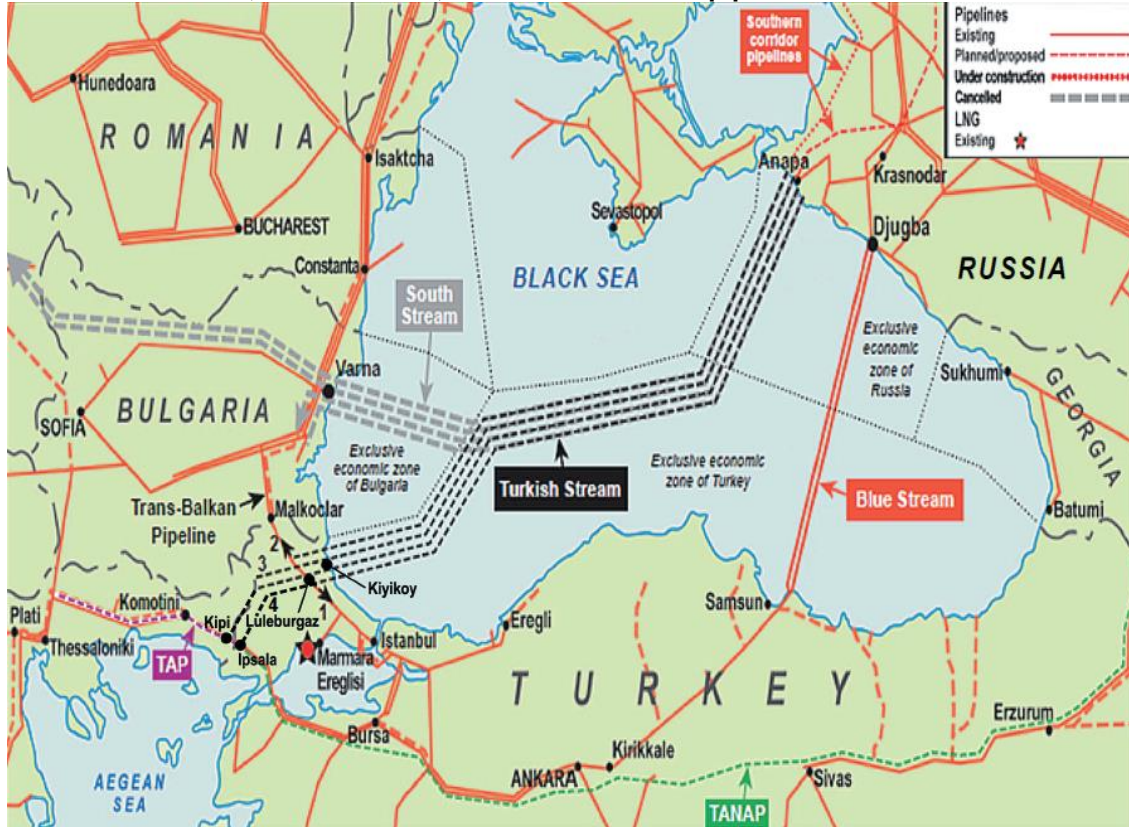 Pipelines
Existing
Planned/proposed
Under construction
Cancelled
LNG
Existing
Southern
corridor
pipelines
Hunedoara
ROMANIA
Isaktcha
Anapa
Krasnodar
Sevastopol
BUCHAREST
Djugba
Constanta
BLACK SEA
RUSSIA
South
Stream
Exclusive
economic
zone of
Russia
Varna
Sukhumi
GEORGIA
BULGARIA
SOFIA
Exclusive
economic zone
of Bulgaria
Exclusive economic
zone of Turkey
Turkish Stream
Blue Stream
Trans-Balkan
Pipeline
Malkoclar
Batumi
2
3
Kiyikoy
4
1
Luleburgaz
Komotini
Kipi
Samsun
Plati
Thessaloniki
TAP
Ipsala
Istanbul
Eregli
Marmara
Ereglisi
TURKEY
Bursa
Erzurum
Kirikkale
ANKARA
Sivas
AEGEAN
SEA
TANAP